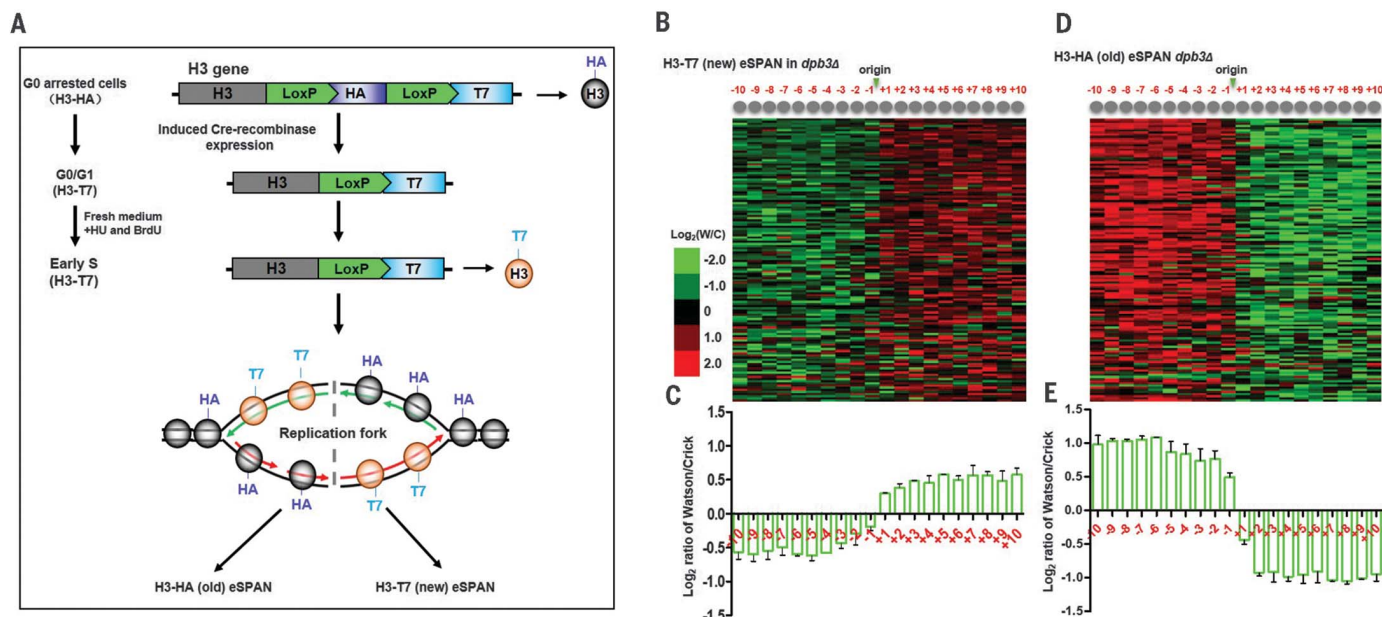 A
G0 arrested cells
(H3-HA)
G0/G1
(H3-T7)
Fresh medium
+HU and BrdU
Early S
(H3-T7)
H3 gene
H3 LoxP HA LoxP T7
HA
H3
Induced Cre-recombinase
expression
H3 LoxP T7
H3 LoxP T7
T7
H3
HA T7 T7 HA HA HA
Replication fork
HA HA T7 T7
H3-HA (old) eSPAN
H3-T7 (new) eSPAN
B
H3-T7 (new) eSPAN in dpb3Δ
origin
-10 -9 -8 -7 -6 -5 -4 -3 -2 -1 +1 +2 +3 +4 +5 +6 +7 +8 +9 +10
Log2(W/C)
-2.0
-1.0
0
1.0
2.0
C
Log2 ratio of Watson/Crick
1.5
1.0
0.5
0.0
-0.5
-1.0
-1.5
-10 -9 -8 -7 -6 -5 -4 -3 -2 -1 +1 +2 +3 +4 +5 +6 +7 +8 +9 +10
D
H3-HA (old) eSPAN dpb3Δ
origin
-10 -9 -8 -7 -6 -5 -4 -3 -2 -1 +1 +2 +3 +4 +5 +6 +7 +8 +9 +10
E
Log2 ratio of Watson/Crick
1.5
1.0
0.5
0.0
-0.5
-1.0
-1.5
-10 -9 -8 -7 -6 -5 -4 -3 -2 -1 +1 +2 +3 +4 +5 +6 +7 +8 +9 +10